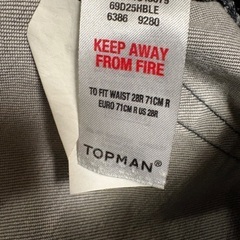 69D25HBLE
6386 9280
KEEP AWAY
FROM FIRE
TO FIT WAIST 28R 71CM R
EURO 71CM R US 28R
TOPMAN®